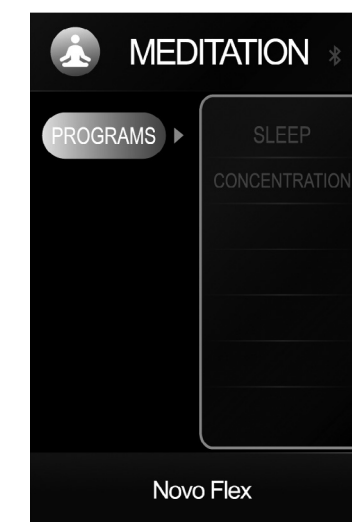 MEDITATION
PROGRAMS
SLEEP
CONCENTRATION
Novo Flex